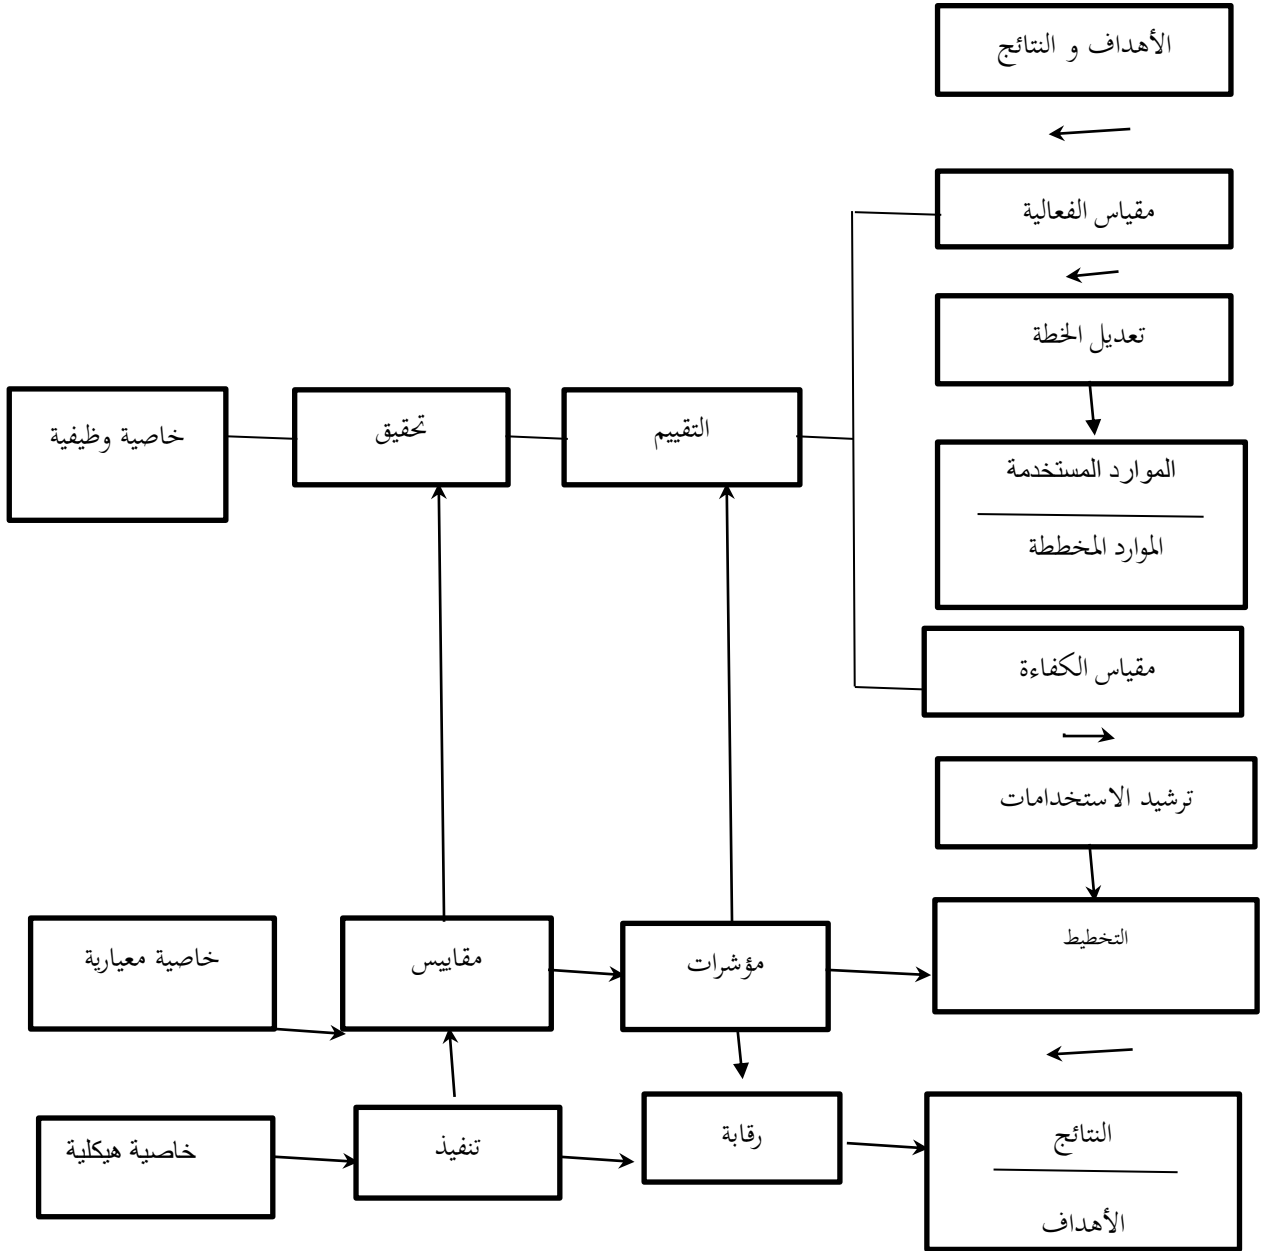 الأهداف و النتائج
مقياس الفعالية
تعديل الخطة
التقييم
تحقيق
خاصية وظيفية
الموارد المستخدمة
الموارد المخططة
مقياس الكفاءة
ترشيد الاستخدامات
التخطيط
مؤشرات
مقاييس
خاصية معيارية
النتائج
الأهداف
رقابة
تنفيذ
خاصية هيكلية